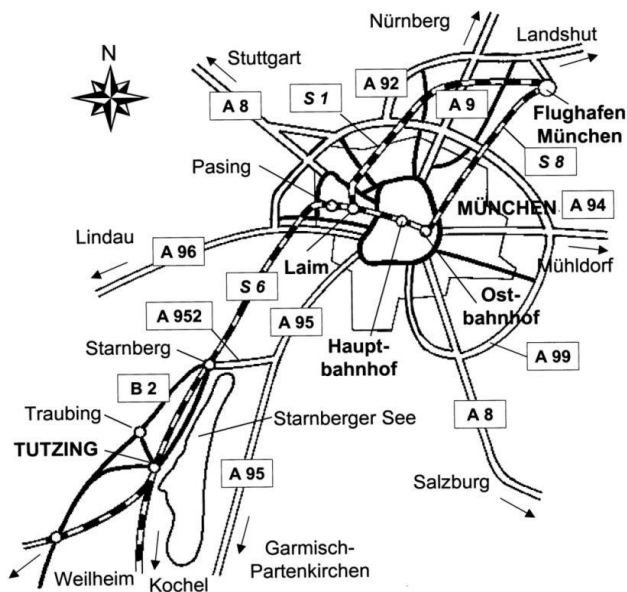 Nürnberg
Landshut
N
Stuttgart
A 92
S 1
A 8
A 9
Flughafen
München
Pasing
S 8
MÜNCHEN
A 94
Lindau
A 96
Laim
Mühldorf
S 6
Ost-
bahnhof
A 952
A 95
Haupt-
bahnhof
Starnberg
A 99
B 2
Traubing
Starnberger See
A 8
TUTZING
A 95
Salzburg
Garmisch-
Partenkirchen
Weilheim
Kochel